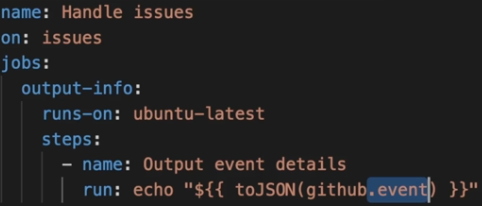 name: Handle issues
on: issues
jobs:
  output-info:
    runs-on: ubuntu-latest
    steps:
      - name: Output event details
        run: echo "${{ toJSON(github.event) }}"